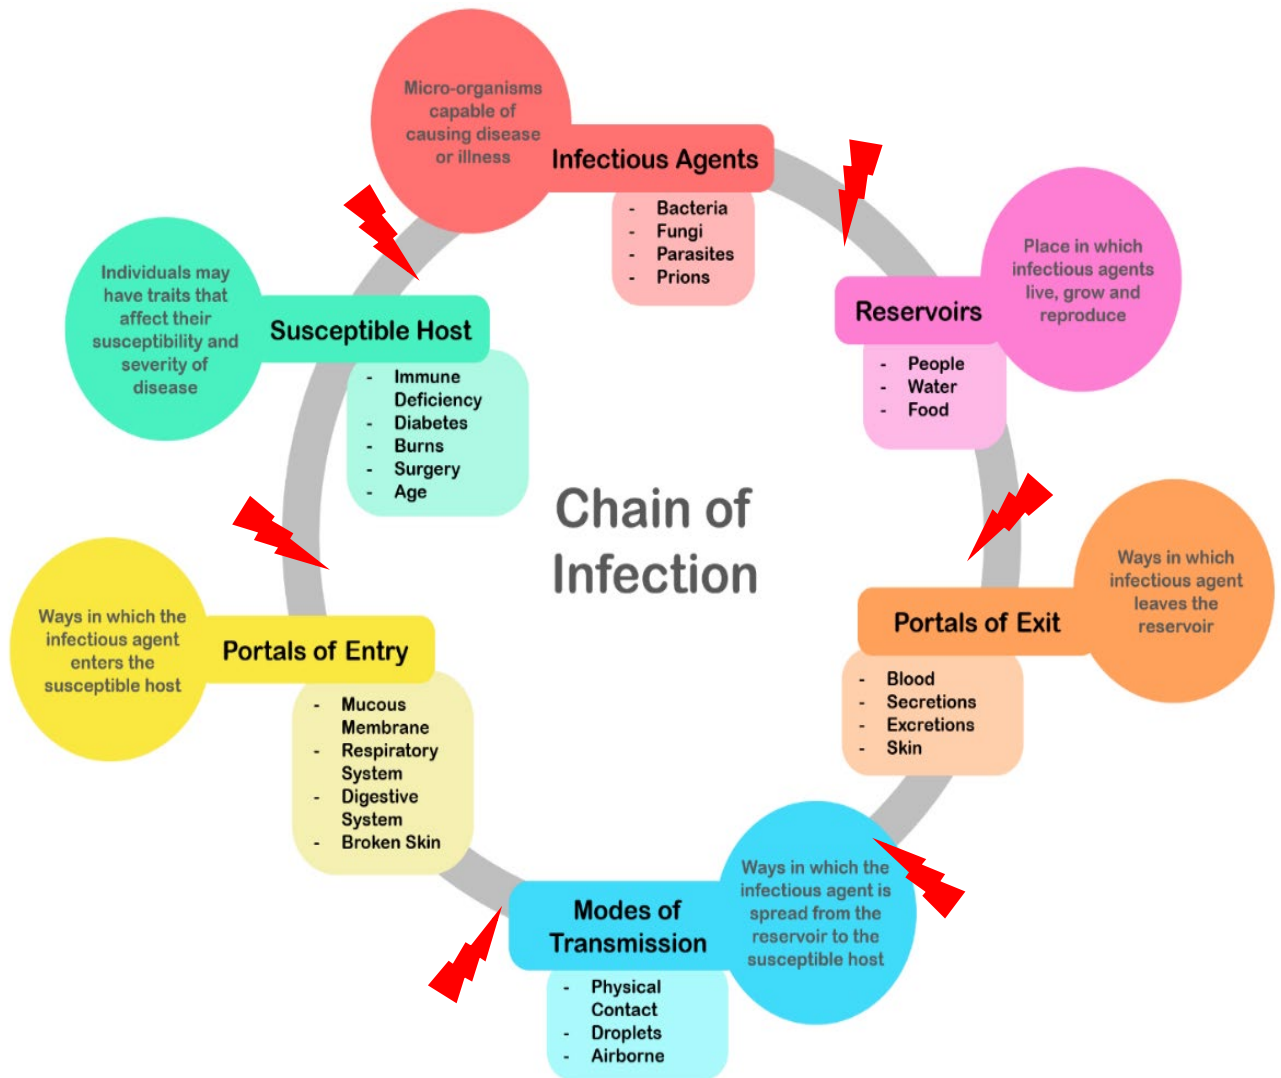 Micro-organisms
capable of
causing disease
or illness
Infectious Agents
- Bacteria
- Fungi
- Parasites
- Prions
Place in which
infectious agents
live, grow and
reproduce
Reservoirs
- People
- Water
- Food
Ways in which
infectious agent
leaves the
reservoir
Portals of Exit
- Blood
- Secretions
- Excretions
- Skin
Ways in which the
infectious agent is
spread from the
reservoir to the
susceptible host
Modes of
Transmission
- Physical
Contact
- Droplets
- Airborne
Ways in which the
infectious agent
enters the
susceptible host
Portals of Entry
- Mucous
Membrane
- Respiratory
System
- Digestive
System
- Broken Skin
Individuals may
have traits that
affect their
susceptibility and
severity of
disease
Susceptible Host
- Immune
Deficiency
- Diabetes
- Burns
- Surgery
- Age
Chain of
Infection